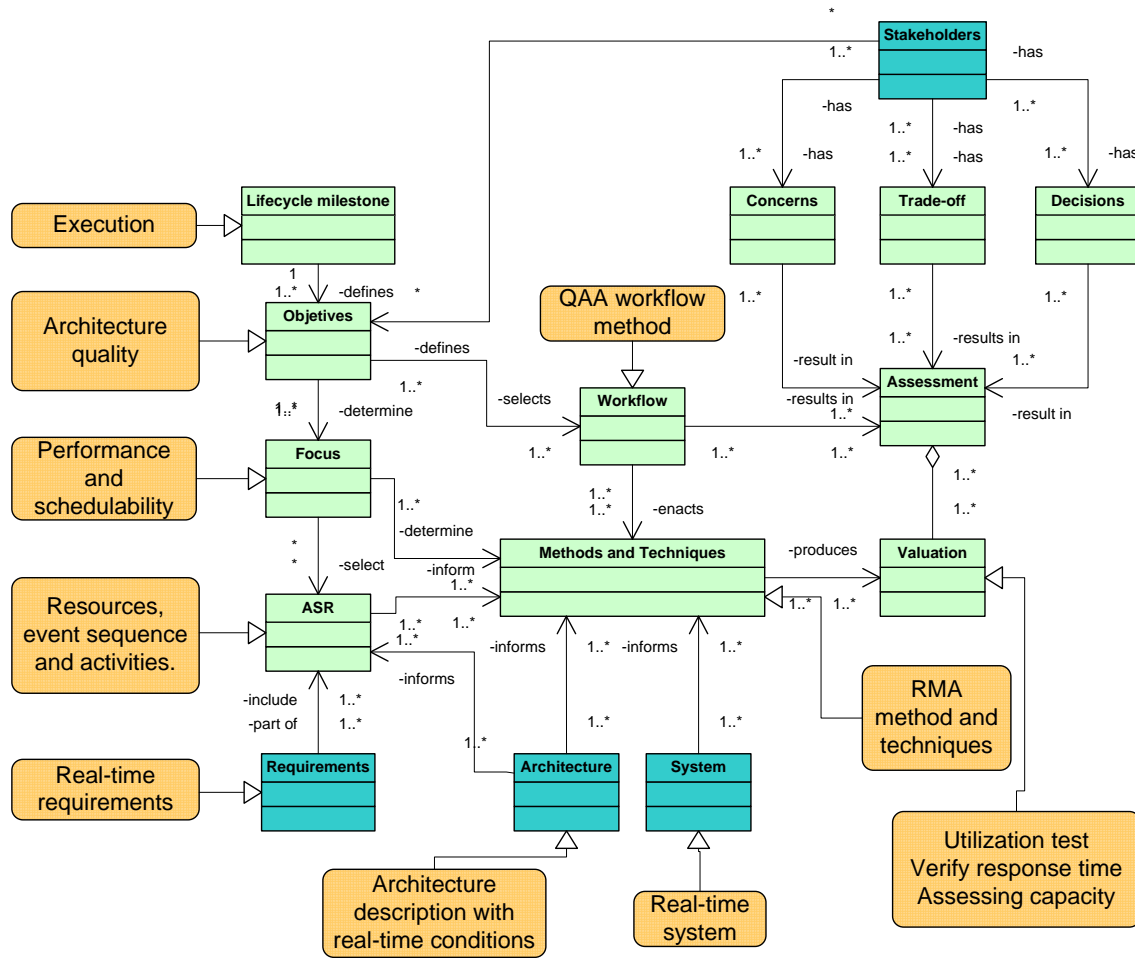 *
Stakeholders
1..*
-has
-has
1..*
1..*
-has
1..*
-has
1..*
-has
1..*
-has
Lifecycle milestone
Concerns
Trade-off
Decisions
Execution
1
1..*
-defines
*
Objetives
QAA workflow
method
1..*
1..*
1..*
Architecture
quality
-defines
1..*
-results in
1..*
-result in
Assessment
1..*
-selects
-results in
1..*
-result in
Workflow
1..*
1..*
-determine
1..*
1..*
1..*
Focus
Performance
and
schedulability
1..*
1..*
1..*
1..*
-enacts
1..*
-determine
*
Methods and Techniques
-produces
Valuation
*
-select
-inform
1..*
ASR
1..*
1..*
Resources,
event sequence
and activities.
1..*
1..*
1..*
-informs
1..*
-informs
1..*
-informs
-include
1..*
-part of
1..*
1..*
1..*
1..*
RMA
method and
techniques
Requirements
Architecture
System
Real-time
requirements
Utilization test
Verify response time
Assessing capacity
Architecture
description with
real-time conditions
Real-time
system